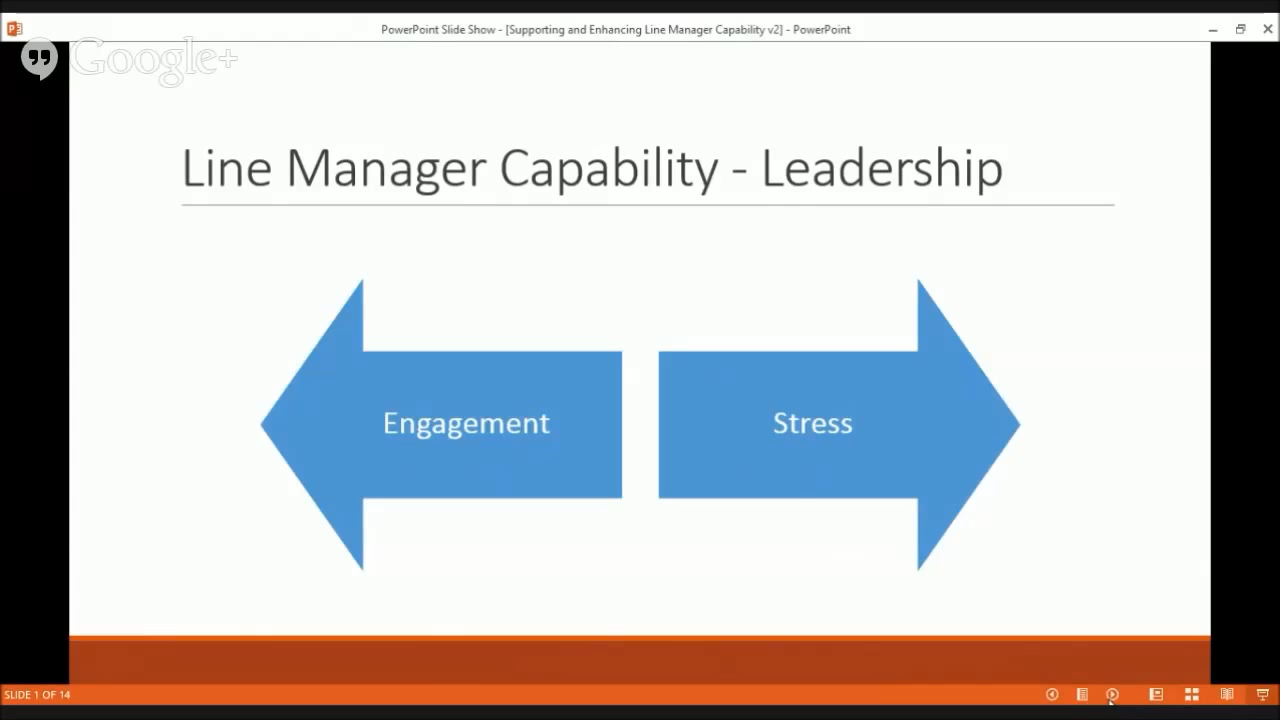 PowerPoint Slide Show - [Supporting and Enhancing Line Manager Capability v2] - PowerPoint
Google+
Line Manager Capability - Leadership
Engagement
Stress
SLIDE 1 OF 14